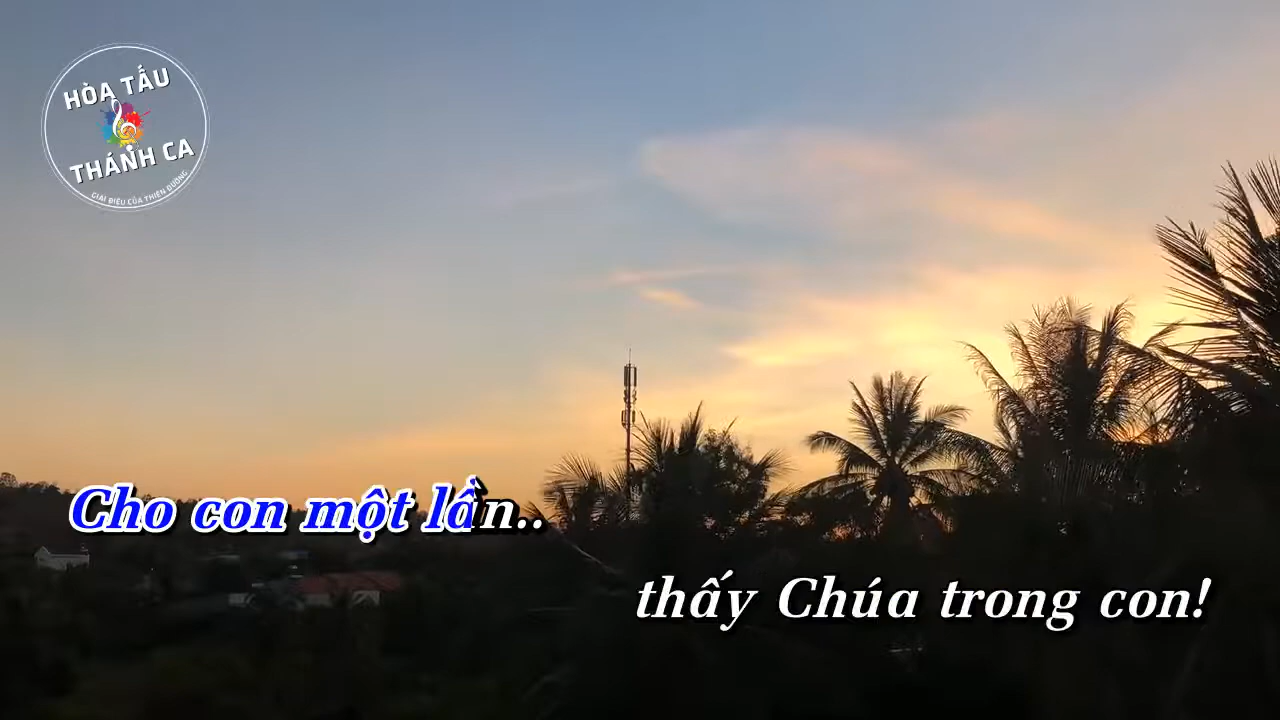 HÒA TẤU
THÁNH CA
GIAI ĐIỆU CỦA THIÊN ĐƯỜNG
Cho con một lần..
thấy Chúa trong con!